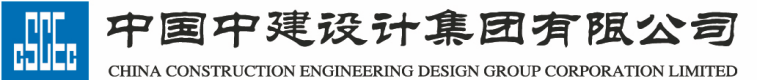 CSCEC
中国中建设计集团有限公司
CHINA CONSTRUCTION ENGINEERING DESIGN GROUP CORPORATION LIMITED